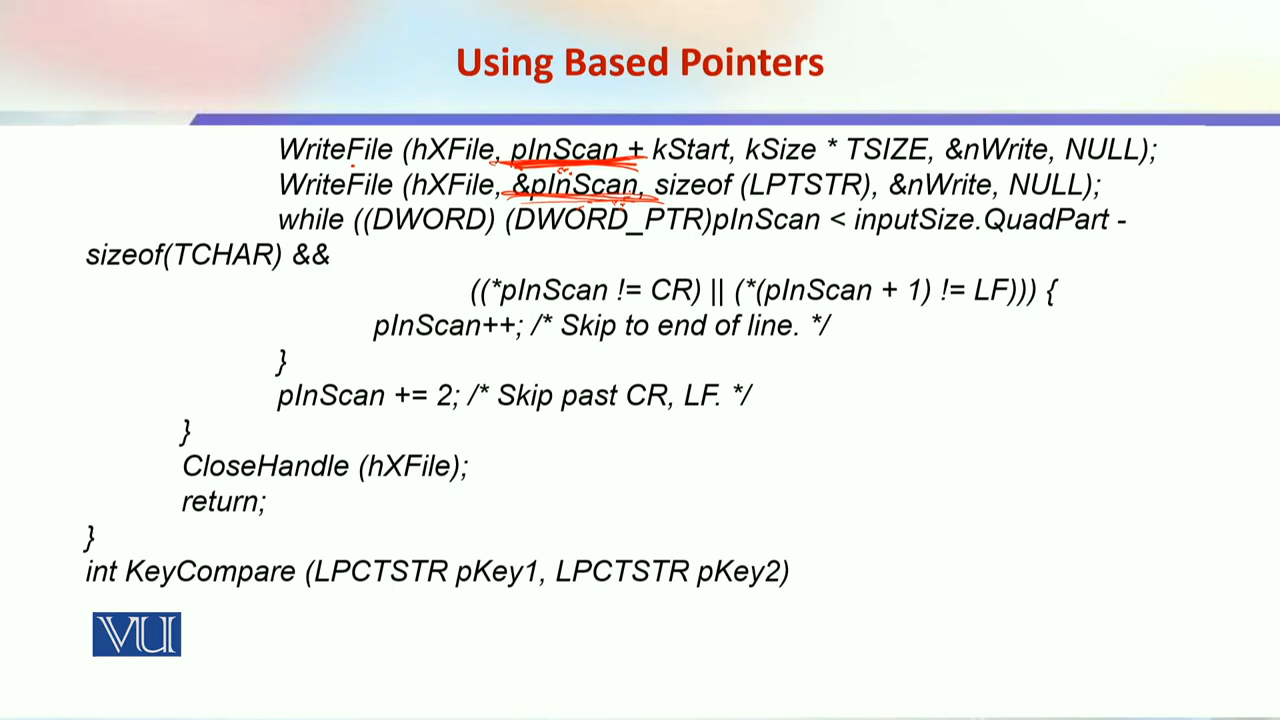 Using Based Pointers
WriteFile (hXFile, pInScan + kStart, kSize * TSIZE, &nWrite, NULL);
WriteFile (hXFile, &pInScan, sizeof (LPTSTR), &nWrite, NULL);
while ((DWORD) (DWORD_PTR)pInScan < inputSize.QuadPart -
sizeof(TCHAR) &&
((*pInScan != CR) || (*(pInScan + 1) != LF))) {
pInScan++; /* Skip to end of line. */
}
pInScan += 2; /* Skip past CR, LF. */
}
CloseHandle (hXFile);
return;
}
int KeyCompare (LPCTSTR pKey1, LPCTSTR pKey2)
VU